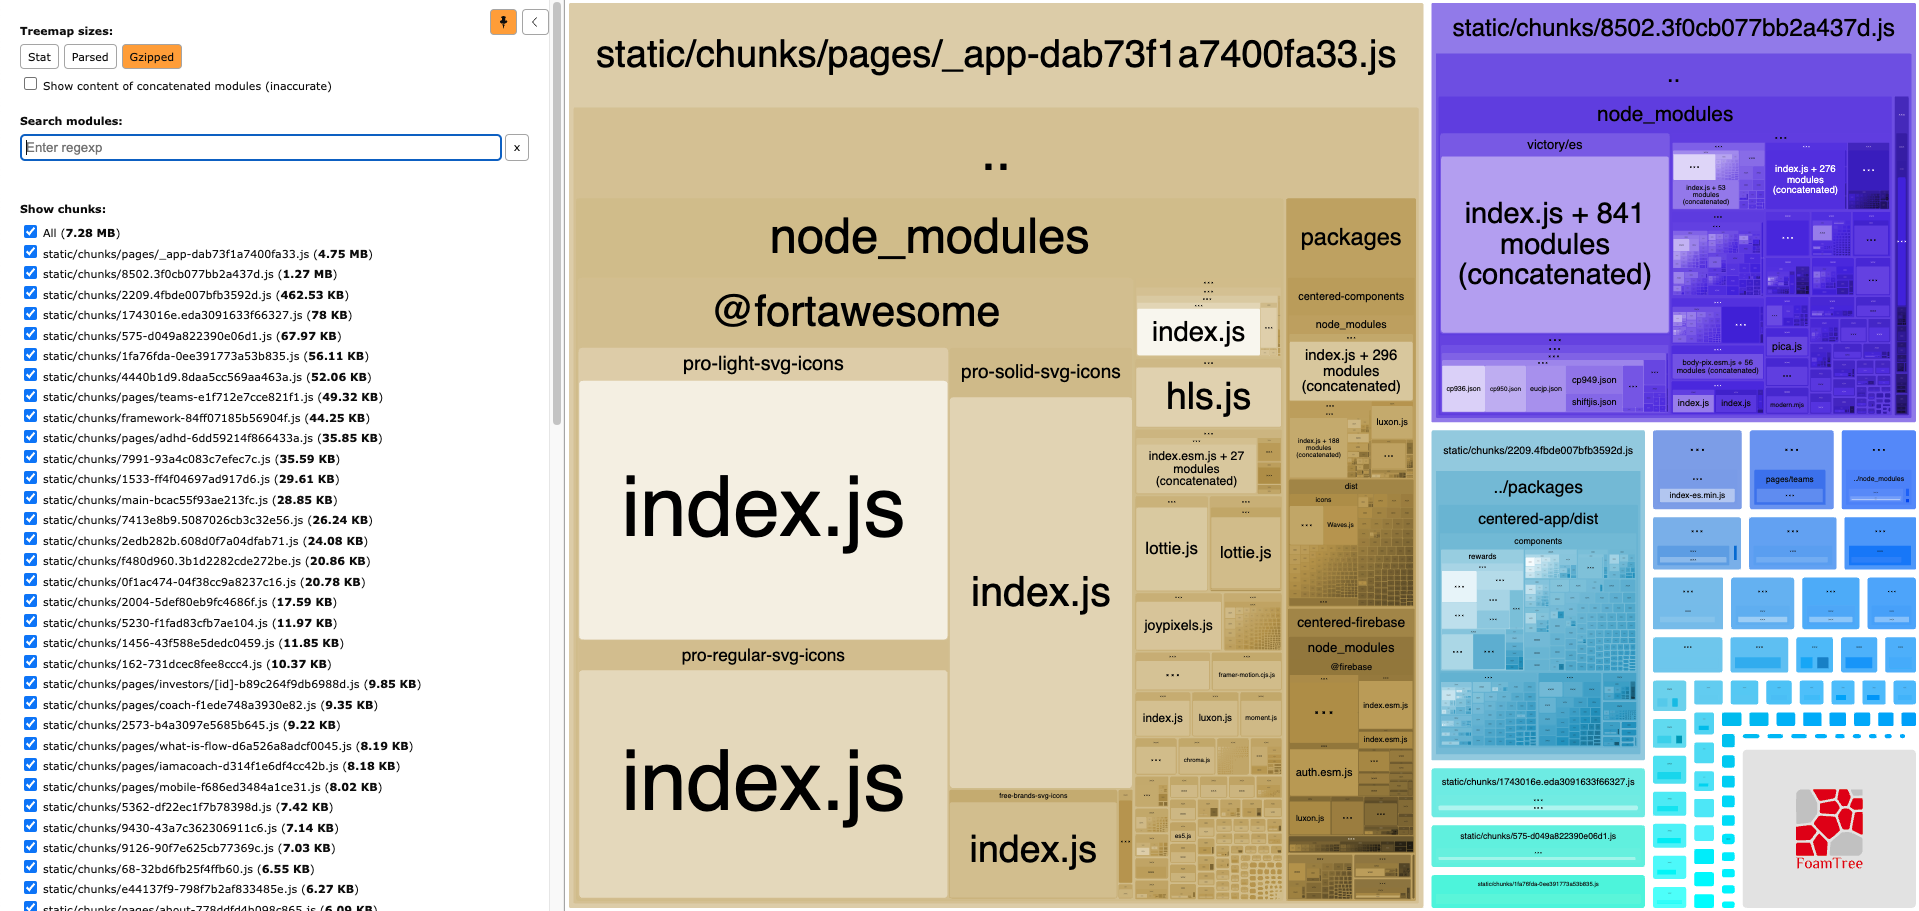 Treemap sizes:
Stat
Parsed
Gzipped
Show content of concatenated modules (inaccurate)
Search modules:
Enter regexp
x
Show chunks:
All (7.28 MB)
static/chunks/pages/_app-dab73f1a7400fa33.js (4.75 MB)
static/chunks/8502.3f0cb077bb2a437d.js (1.27 MB)
static/chunks/2209.4fbde007bfb3592d.js (462.53 KB)
static/chunks/1743016e.eda3091633f66327.js (78 KB)
static/chunks/575-d049a822390e06d1.js (67.97 KB)
static/chunks/1fa76fda-0ee391773a53b835.js (56.11 KB)
static/chunks/4440b1d9.8daa5cc569aa463a.js (52.06 KB)
static/chunks/pages/teams-e1f712e7cce821f1.js (49.32 KB)
static/chunks/framework-84ff07185b56904f.js (44.25 KB)
static/chunks/pages/adhd-6dd59214f866433a.js (35.85 KB)
static/chunks/7991-93a4c083c7efec7c.js (35.59 KB)
static/chunks/1533-ff4f04697ad917d6.js (29.61 KB)
static/chunks/main-bcac55f93ae213fc.js (28.85 KB)
static/chunks/7413e8b9.5087026cb3c32e56.js (26.24 KB)
static/chunks/2edb282b.608d0f7a04dfab71.js (24.08 KB)
static/chunks/f480d960.3b1d2282cde272be.js (20.86 KB)
static/chunks/0f1ac474-04f38cc9a8237c16.js (20.78 KB)
static/chunks/2004-5def80eb9fc4686f.js (17.59 KB)
static/chunks/5230-f1fad83cfb7ae104.js (11.97 KB)
static/chunks/1456-43f588e5dedc0459.js (11.85 KB)
static/chunks/162-731dcec8fee8ccc4.js (10.37 KB)
static/chunks/pages/investors/[id]-b89c264f9db6988d.js (9.85 KB)
static/chunks/pages/coach-f1ede748a3930e82.js (9.35 KB)
static/chunks/2573-b4a3097e5685b645.js (9.22 KB)
static/chunks/pages/what-is-flow-d6a526a8adcf0045.js (8.19 KB)
static/chunks/pages/iamacoach-d314f1e6df4cc42b.js (8.18 KB)
static/chunks/pages/mobile-f686ed3484a1ce31.js (8.02 KB)
static/chunks/5362-df22ec1f7b78398d.js (7.42 KB)
static/chunks/9430-43a7c362306911c6.js (7.14 KB)
static/chunks/9126-90f7e625cb77369c.js (7.03 KB)
static/chunks/68-32bd6fb25f4ffb60.js (6.55 KB)
static/chunks/e44137f9-798f7b2af833485e.js (6.27 KB)
static/chunks/pages/about-778ddfd4b098c865.js (6.09 KB)
static/chunks/pages/_app-dab73f1a7400fa33.js
..
node_modules
@fortawesome
pro-light-svg-icons
index.js
pro-regular-svg-icons
index.js
pro-solid-svg-icons
index.js
free-brands-svg-icons
index.js
index.js
hls.js
index.esm.js + 27
modules
(concatenated)
lottie.js
lottie.js
joypixels.js
framer-motion.cjs.js
index.js
luxon.js
moment.js
chroma.js
es5.js
packages
centered-components
node_modules
index.js + 296
modules
(concatenated)
index.js + 188
modules
(concatenated)
luxon.js
dist
icons
Waves.js
centered-firebase
node_modules
@firebase
index.esm.js
index.esm.js
auth.esm.js
luxon.js
static/chunks/8502.3f0cb077bb2a437d.js
..
node_modules
victory/es
index.js + 841
modules
(concatenated)
cp936.json
cp950.json
eucjp.json
cp949.json
shiftjis.json
index.js + 53
modules
(concatenated)
index.js + 276
modules
(concatenated)
pica.js
body-pix.esm.js + 56
modules (concatenated)
index.js
index.js
modern.mjs
static/chunks/2209.4fbde007bfb3592d.js
../packages
centered-app/dist
components
rewards
static/chunks/1743016e.eda3091633f66327.js
static/chunks/575-d049a822390e06d1.js
static/chunks/1fa76fda-0ee391773a53b835.js
index-es.min.js
pages/teams
../node_modules
FoamTree